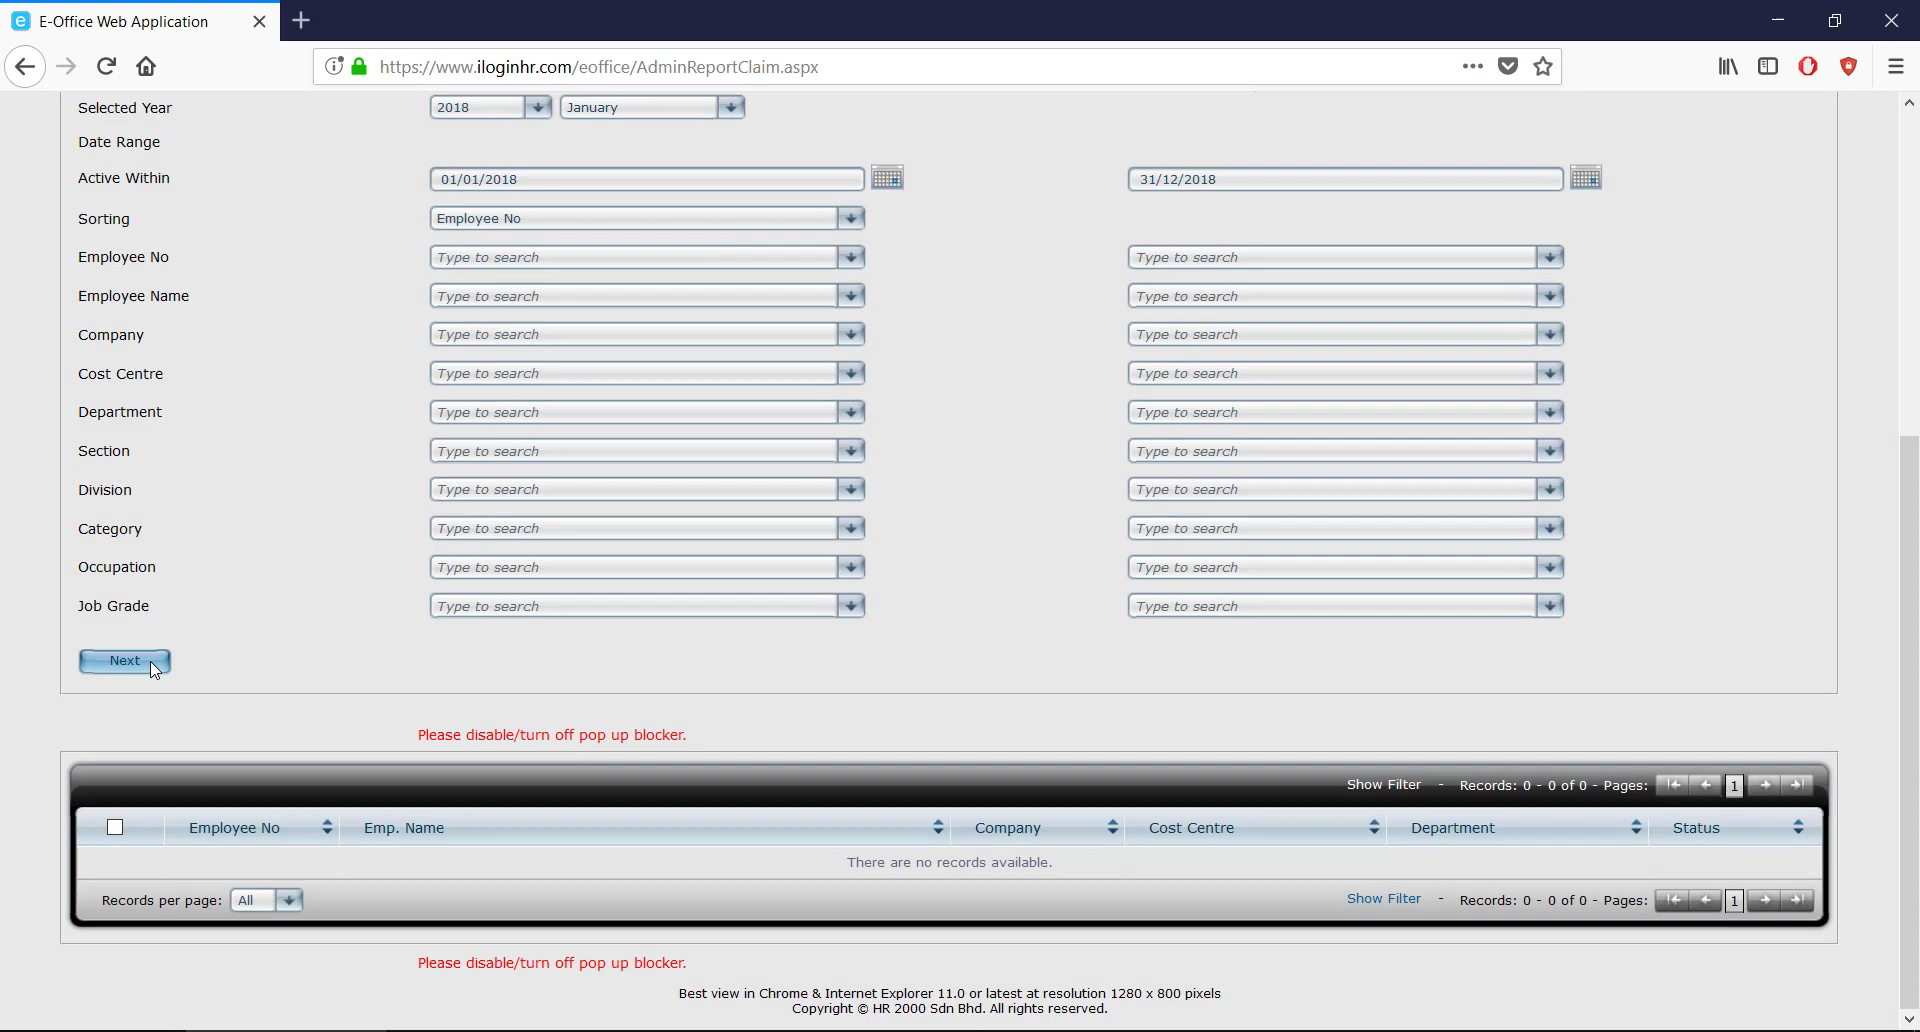 E-Office Web Application
https://www.iloginhr.com/eoffice/AdminReportClaim.aspx
Selected Year 2018 January
Date Range
Active Within 01/01/2018 31/12/2018
Sorting Employee No
Employee No Type to search Type to search
Employee Name Type to search Type to search
Company Type to search Type to search
Cost Centre Type to search Type to search
Department Type to search Type to search
Section Type to search Type to search
Division Type to search Type to search
Category Type to search Type to search
Occupation Type to search Type to search
Job Grade Type to search Type to search
Next
Please disable/turn off pop up blocker.
Show Filter - Records: 0 - 0 of 0 - Pages: 1
Employee No Emp. Name Company Cost Centre Department Status
There are no records available.
Records per page: All Show Filter - Records: 0 - 0 of 0 - Pages: 1
Please disable/turn off pop up blocker.
Best view in Chrome & Internet Explorer 11.0 or latest at resolution 1280 x 800 pixels
Copyright © HR 2000 Sdn Bhd. All rights reserved.